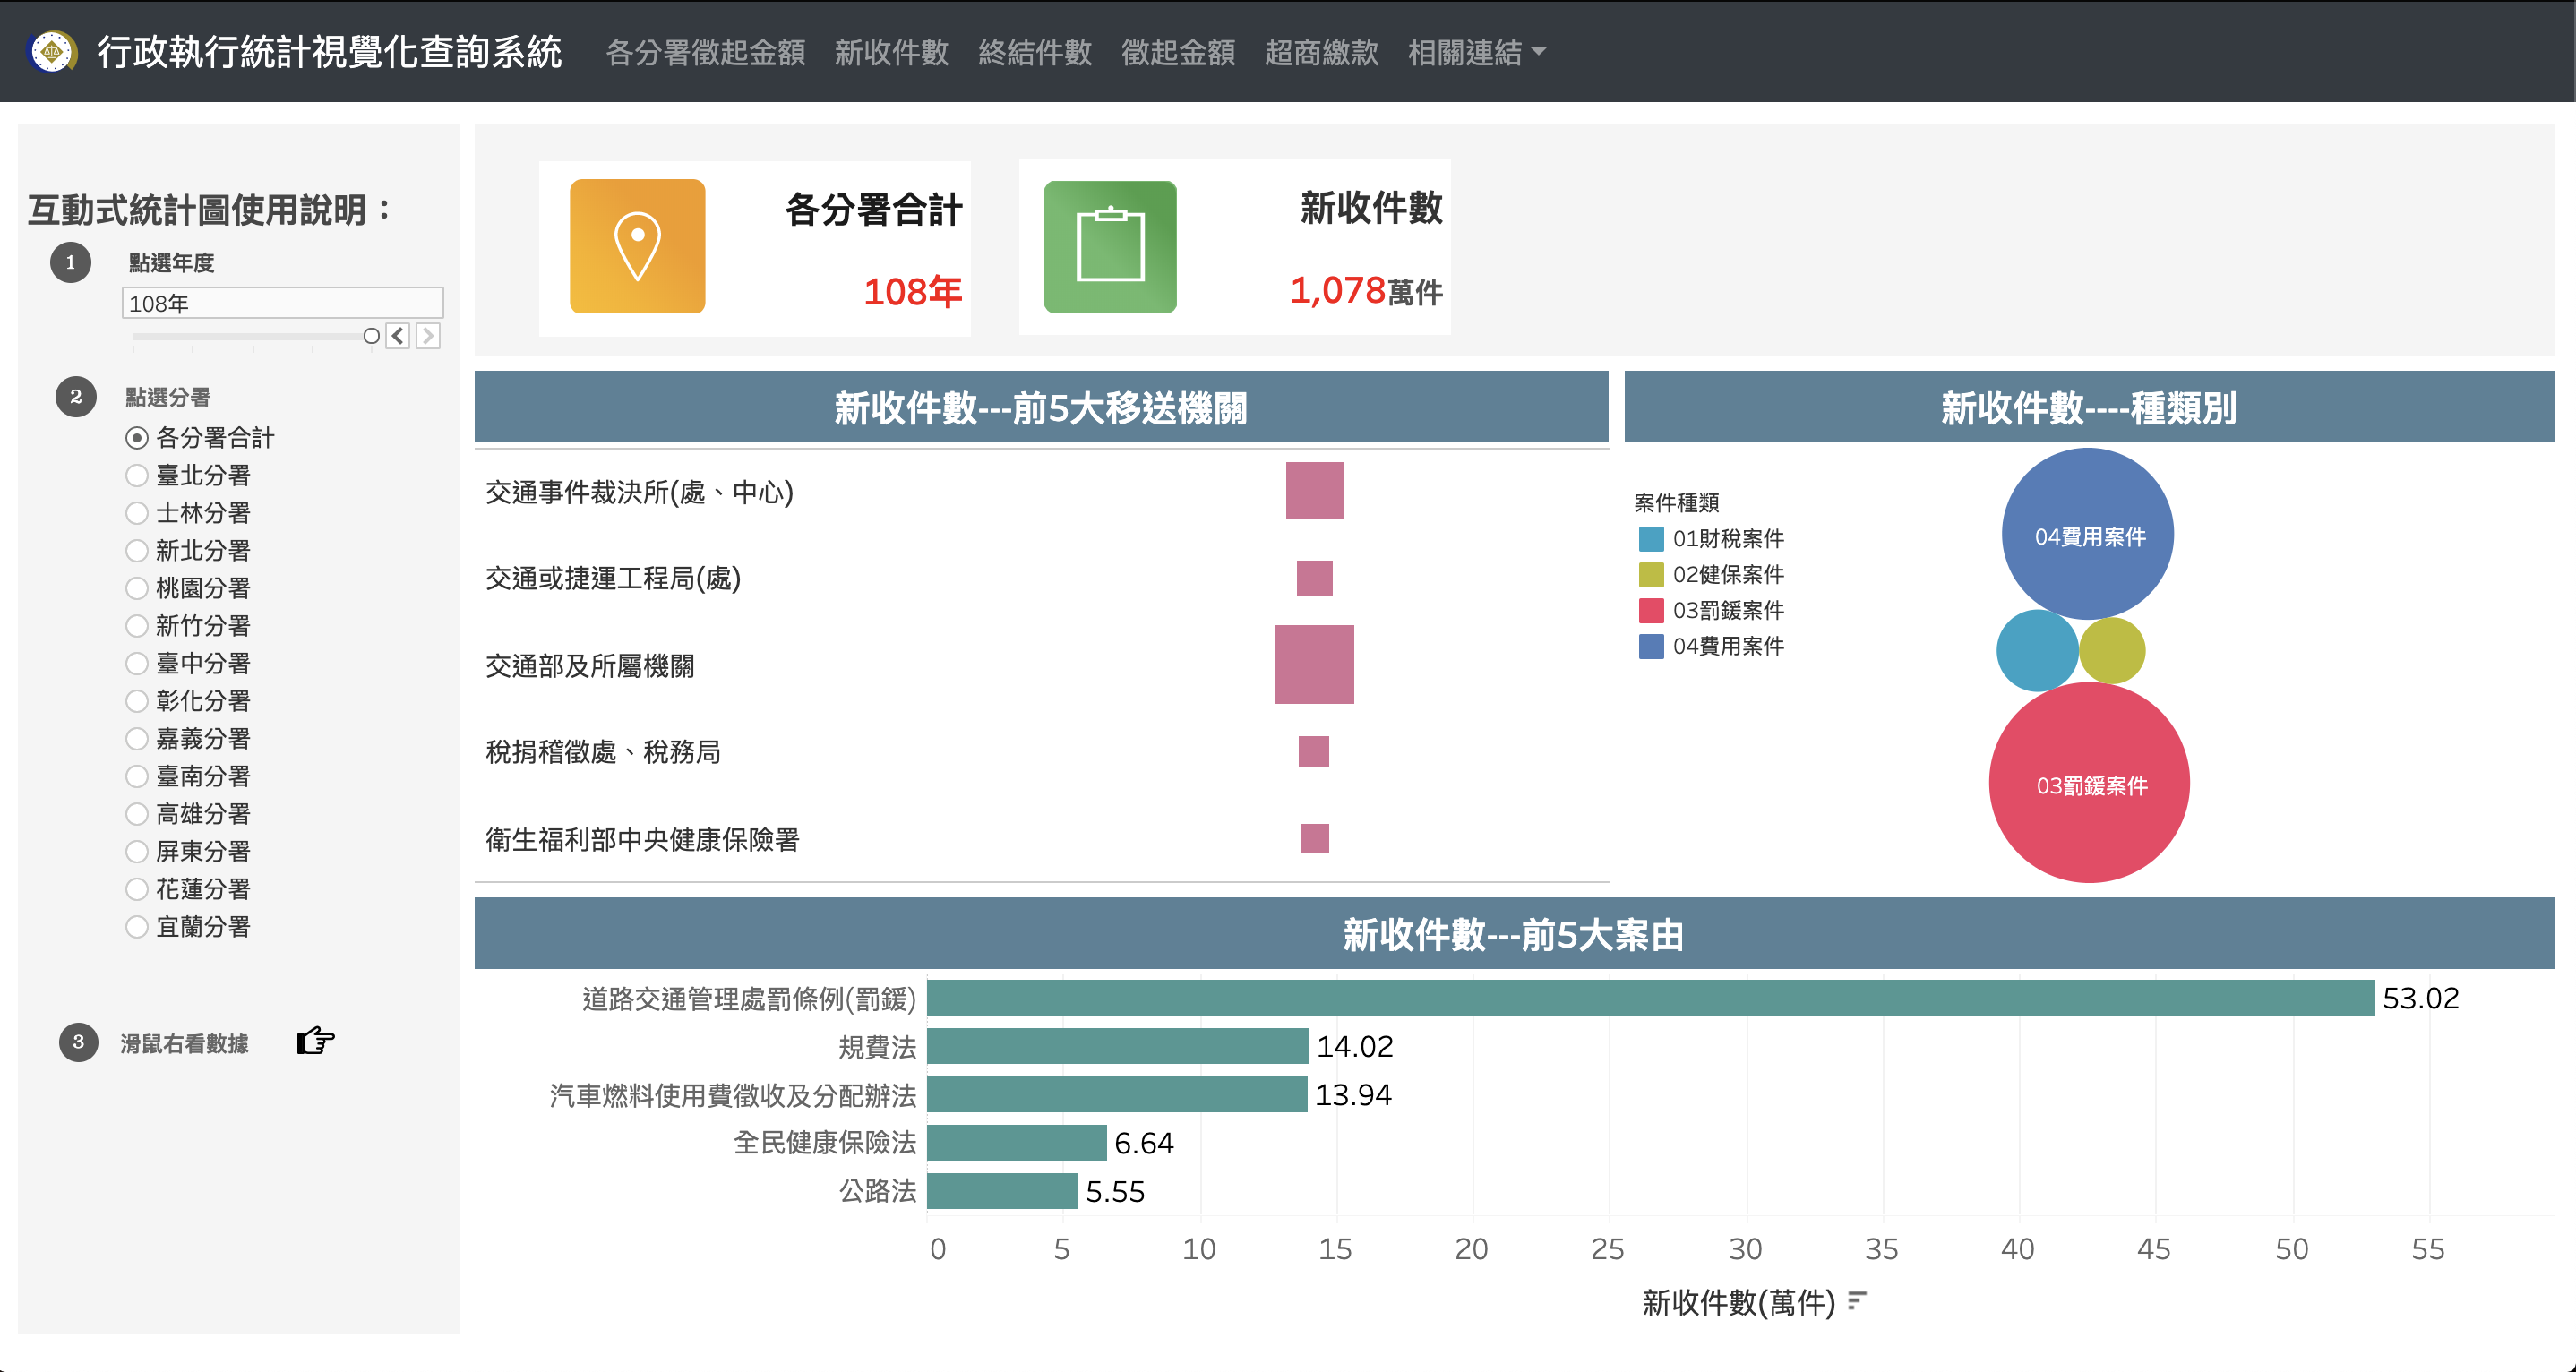 行政執行統計視覺化查詢系統 各分署徵起金額 新收件數 終結件數 徵起金額 超商繳款 相關連結
互動式統計圖使用說明：
1 點選年度
108年
2 點選分署
各分署合計
臺北分署
士林分署
新北分署
桃園分署
新竹分署
臺中分署
彰化分署
嘉義分署
臺南分署
高雄分署
屏東分署
花蓮分署
宜蘭分署
3 滑鼠右看數據
各分署合計
108年
新收件數
1,078萬件
新收件數---前5大移送機關
交通事件裁決所(處、中心)
交通或捷運工程局(處)
交通部及所屬機關
稅捐稽徵處、稅務局
衛生福利部中央健康保險署
新收件數----種類別
案件種類
01財稅案件
02健保案件
03罰鍰案件
04費用案件
04費用案件
03罰鍰案件
新收件數---前5大案由
道路交通管理處罰條例(罰鍰) 53.02
規費法 14.02
汽車燃料使用費徵收及分配辦法 13.94
全民健康保險法 6.64
公路法 5.55
0 5 10 15 20 25 30 35 40 45 50 55
新收件數(萬件)